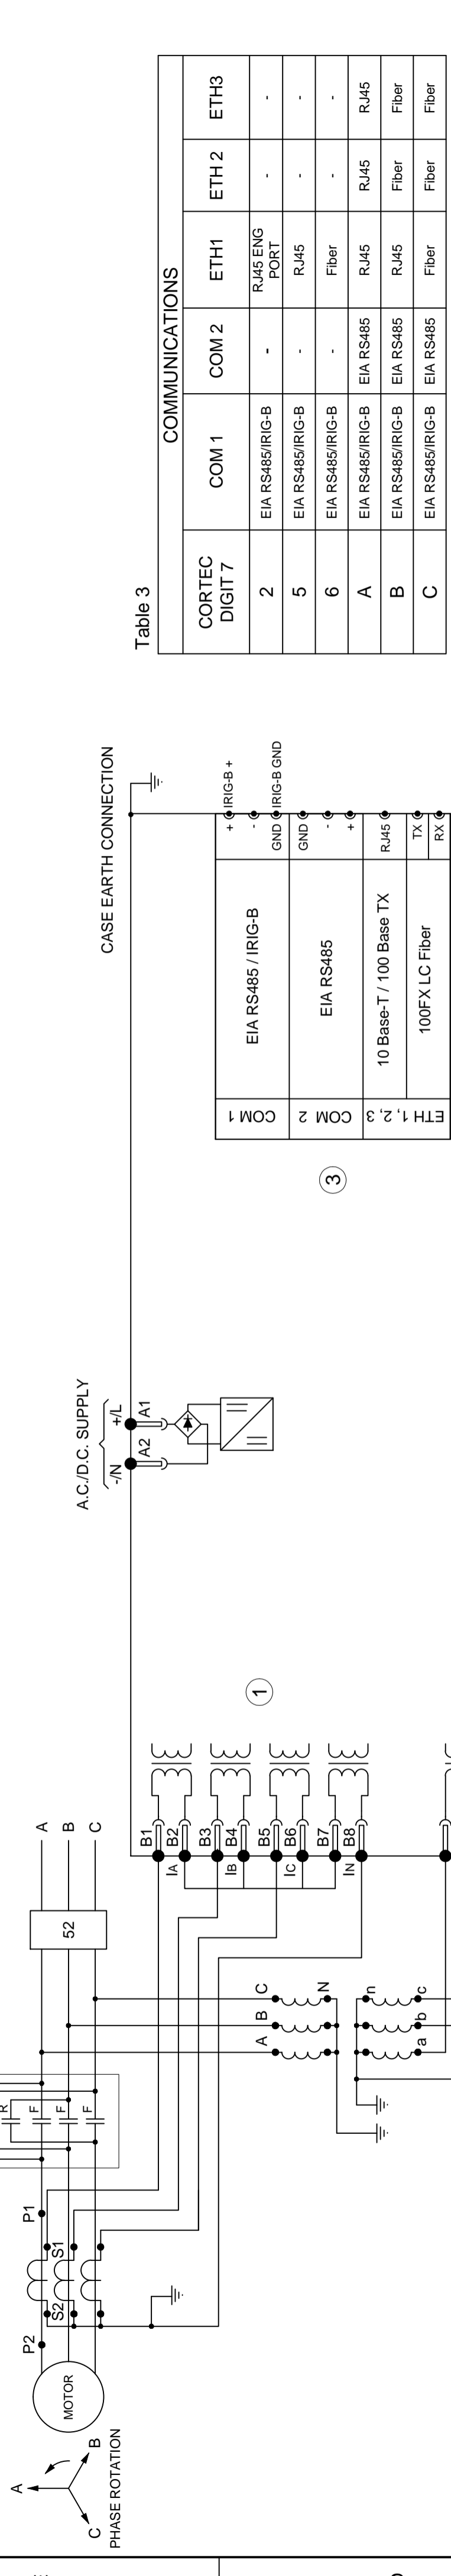 Table 3
COMMUNICATIONS
CORTEC DIGIT 7 COM 1 COM 2 ETH1 ETH 2 ETH3
2 EIA RS485/IRIG-B - RJ45 ENG PORT - -
5 EIA RS485/IRIG-B - RJ45 - -
6 EIA RS485/IRIG-B - Fiber - -
A EIA RS485/IRIG-B EIA RS485 RJ45 RJ45 RJ45
B EIA RS485/IRIG-B EIA RS485 RJ45 Fiber Fiber
C EIA RS485/IRIG-B EIA RS485 Fiber Fiber Fiber
CASE EARTH CONNECTION
COM 1 EIA RS485 / IRIG-B + IRIG-B +
-
GND IRIG-B GND
COM 2 EIA RS485 GND
-
+
ETH 1, 2, 3 10 Base-T / 100 Base TX RJ45
100FX LC Fiber TX
RX
3
A.C./D.C. SUPPLY
-/N +/L
A2 A1
1
A
B
C
52
B1
IA B2
B3
IB B4
B5
IC B6
B7
IN B8
A B C
N
n
a b c
R
F
F
F
P2 P1
S2 S1
MOTOR
A
B
C
PHASE ROTATION